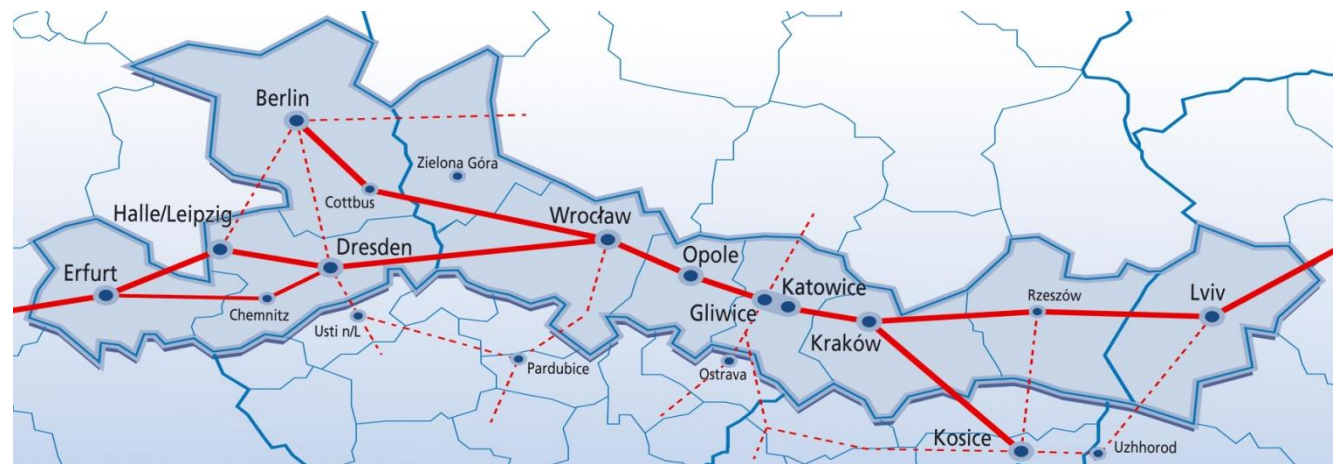 Berlin
Zielona Góra
Cottbus
Halle/Leipzig
Wrocław
Dresden
Opole
Erfurt
Katowice
Lviv
Rzeszów
Chemnitz
Gliwice
Usti n/L
Kraków
Pardubice
Ostrava
Kosice
Uzhhorod